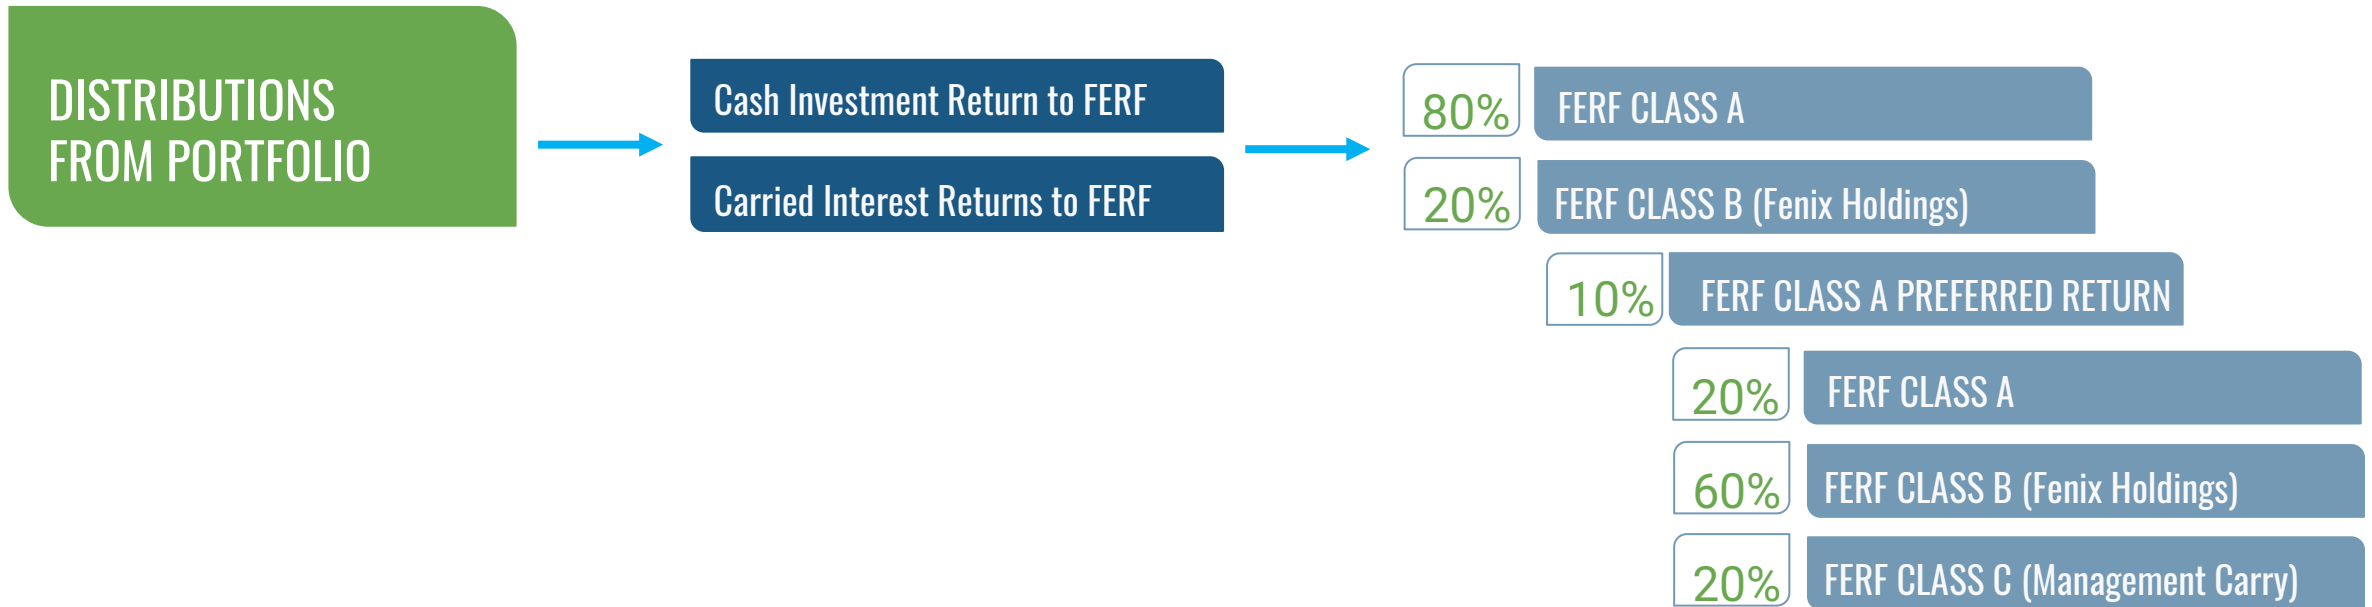 DISTRIBUTIONS
FROM PORTFOLIO
Cash Investment Return to FERF
Carried Interest Returns to FERF
80%
FERF CLASS A
20%
FERF CLASS B (Fenix Holdings)
10%
FERF CLASS A PREFERRED RETURN
20%
FERF CLASS A
60%
FERF CLASS B (Fenix Holdings)
20%
FERF CLASS C (Management Carry)